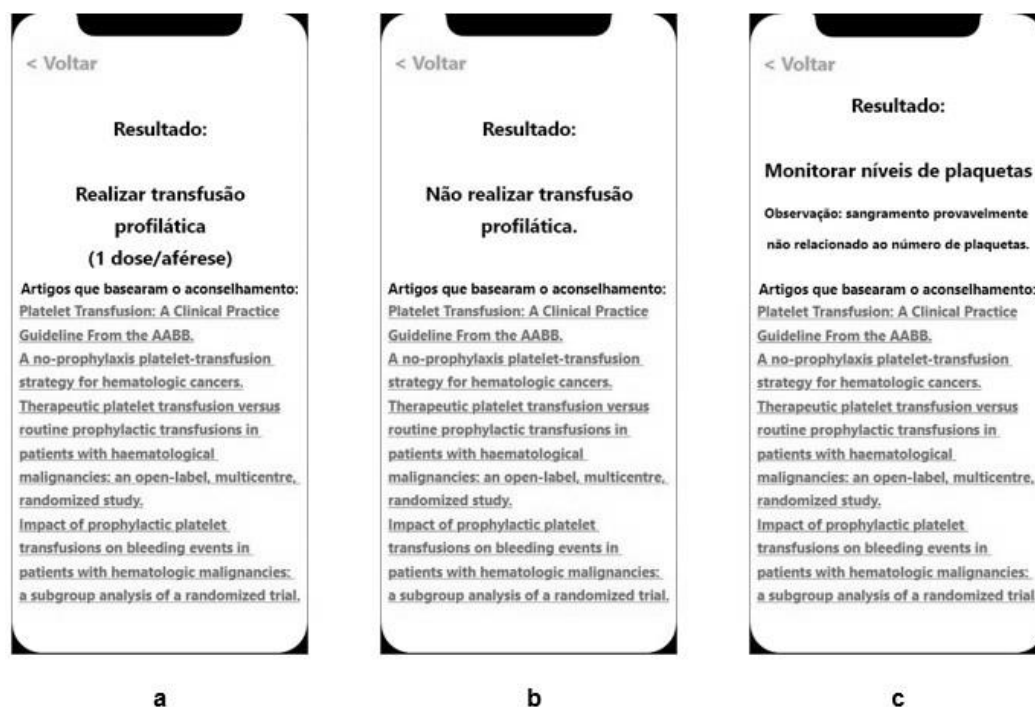 < Voltar
Resultado:
Realizar transfusão
profilática
(1 dose/aférese)
Artigos que basearam o aconselhamento:
Platelet Transfusion: A Clinical Practice
Guideline From the AABB.
A no-prophylaxis platelet-transfusion
strategy for hematologic cancers.
Therapeutic platelet transfusion versus
routine prophylactic transfusions in
patients with haematological
malignancies: an open-label, multicentre,
randomized study.
Impact of prophylactic platelet
transfusions on bleeding events in
patients with hematologic malignancies:
a subgroup analysis of a randomized trial.
a
< Voltar
Resultado:
Não realizar transfusão
profilática.
Artigos que basearam o aconselhamento:
Platelet Transfusion: A Clinical Practice
Guideline From the AABB.
A no-prophylaxis platelet-transfusion
strategy for hematologic cancers.
Therapeutic platelet transfusion versus
routine prophylactic transfusions in
patients with haematological
malignancies: an open-label, multicentre,
randomized study.
Impact of prophylactic platelet
transfusions on bleeding events in
patients with hematologic malignancies:
a subgroup analysis of a randomized trial.
b
< Voltar
Resultado:
Monitorar níveis de plaquetas
Observação: sangramento provavelmente
não relacionado ao número de plaquetas.
Artigos que basearam o aconselhamento:
Platelet Transfusion: A Clinical Practice
Guideline From the AABB.
A no-prophylaxis platelet-transfusion
strategy for hematologic cancers.
Therapeutic platelet transfusion versus
routine prophylactic transfusions in
patients with haematological
malignancies: an open-label, multicentre,
randomized study.
Impact of prophylactic platelet
transfusions on bleeding events in
patients with hematologic malignancies:
a subgroup analysis of a randomized trial
c